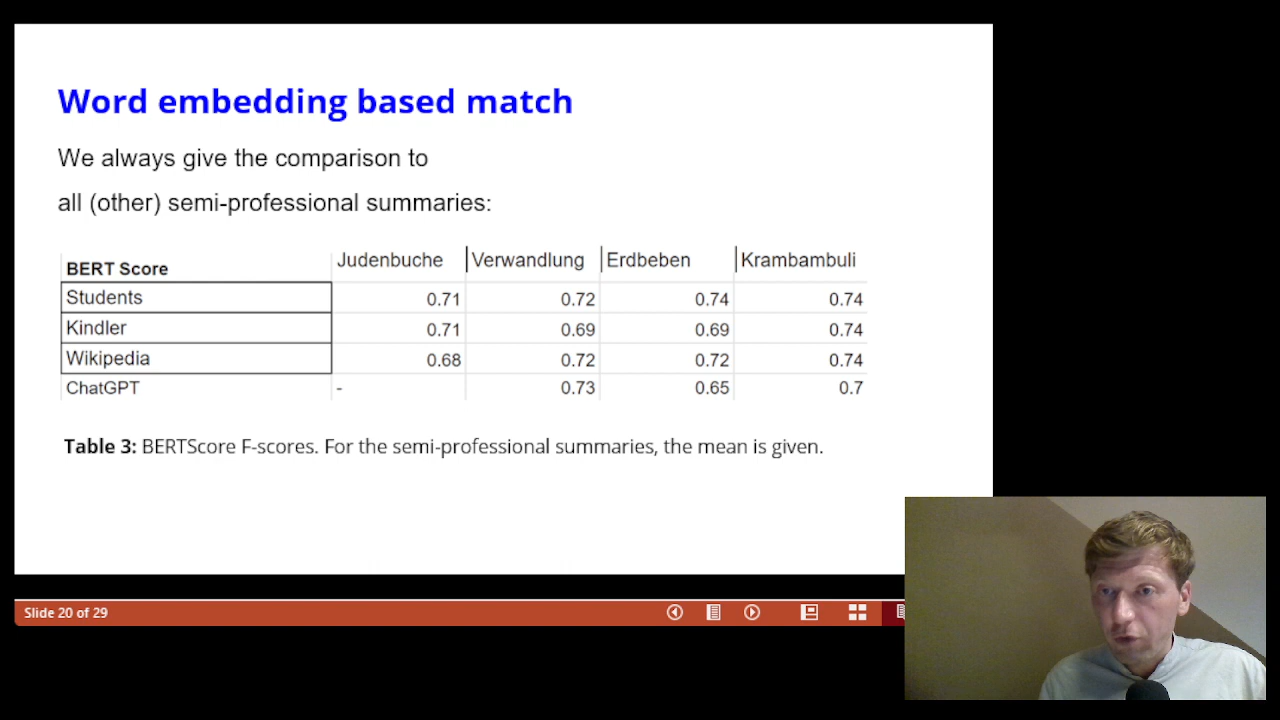 Word embedding based match
We always give the comparison to
all (other) semi-professional summaries:
BERT Score Judenbuche Verwandlung Erdbeben Krambambuli
Students 0.71 0.72 0.74 0.74
Kindler 0.71 0.69 0.69 0.74
Wikipedia 0.68 0.72 0.72 0.74
ChatGPT - 0.73 0.65 0.7
Table 3: BERTScore F-scores. For the semi-professional summaries, the mean is given.
Slide 20 of 29